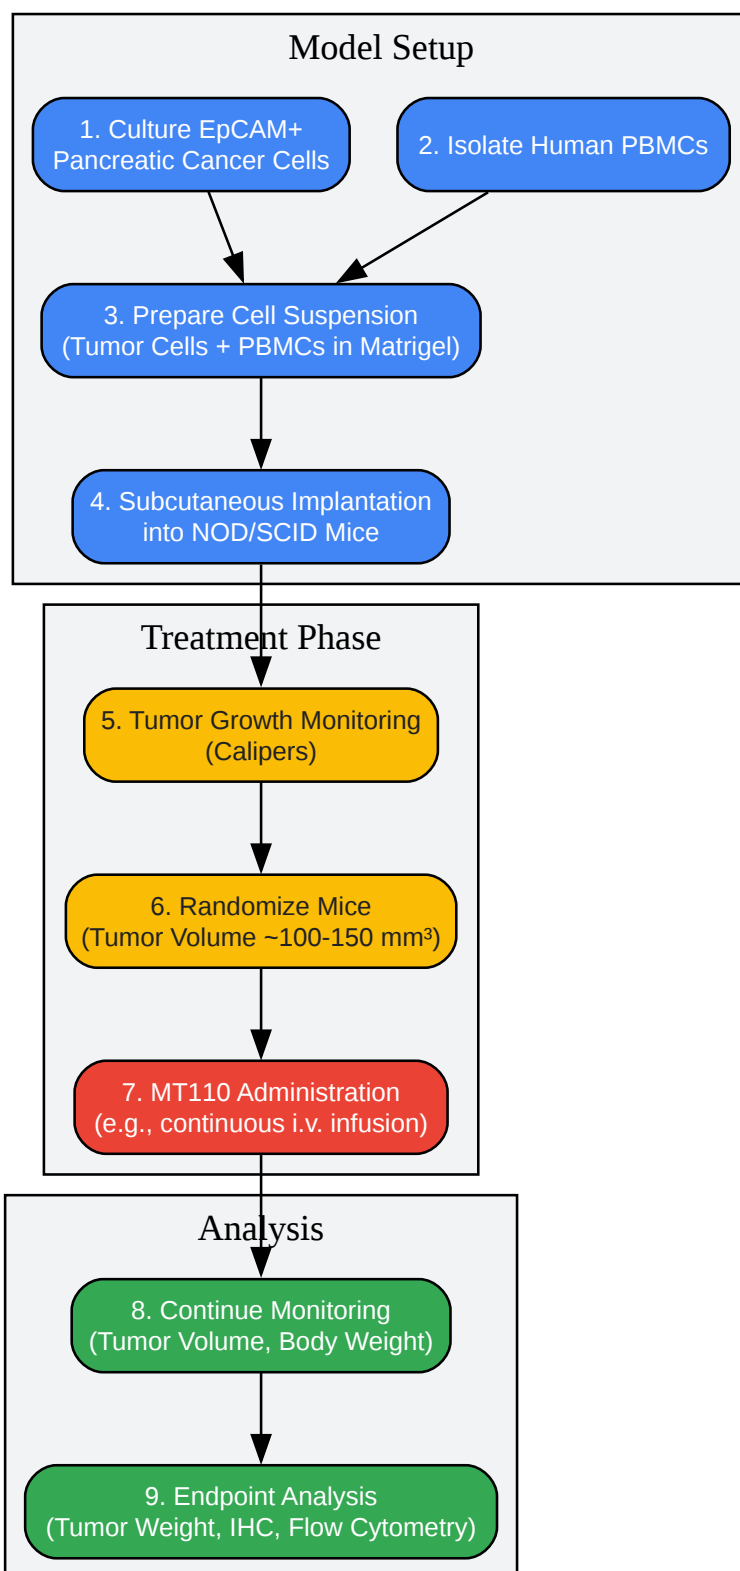 Model Setup
1. Culture EpCAM+
Pancreatic Cancer Cells
2. Isolate Human PBMCs
3. Prepare Cell Suspension
(Tumor Cells + PBMCs in Matrigel)
4. Subcutaneous Implantation
into NOD/SCID Mice
Treatment Phase
5. Tumor Growth Monitoring
(Calipers)
6. Randomize Mice
(Tumor Volume ~100-150 mm³)
7. MT110 Administration
(e.g., continuous i.v. infusion)
Analysis
8. Continue Monitoring
(Tumor Volume, Body Weight)
9. Endpoint Analysis
(Tumor Weight, IHC, Flow Cytometry)